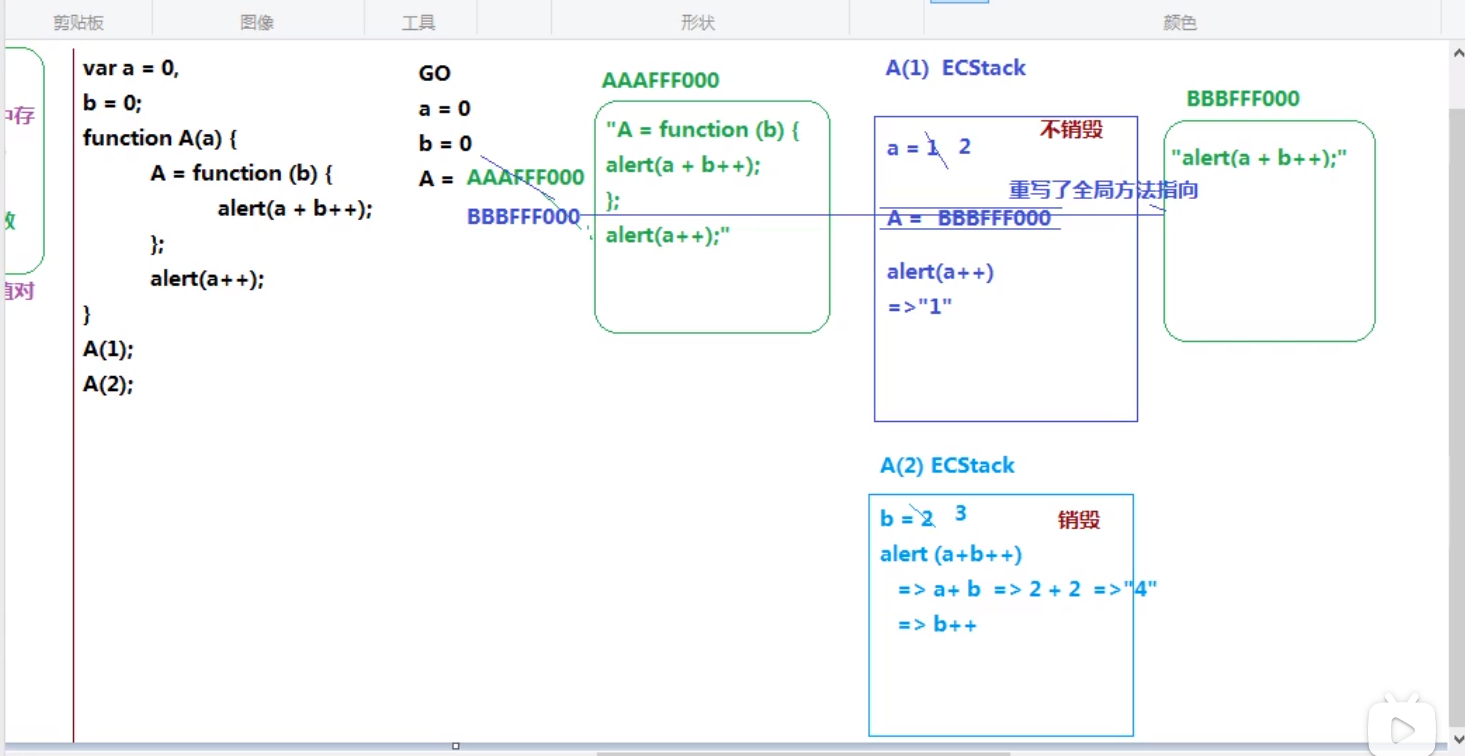 剪贴板
图像
工具
形状
颜色
存
值对
var a = 0,
b = 0;
function A(a) {
A = function (b) {
alert(a + b++);
};
alert(a++);
}
A(1);
A(2);
GO
a = 0
b = 0
A = AAAFFF000
BBBFFF000
AAAFFF000
"A = function (b) {
alert(a + b++);
};
alert(a++);"
A(1) ECStack
不销毁
a = 1 2
重写了全局方法指向
A = BBBFFF000
alert(a++)
=>"1"
BBBFFF000
"alert(a + b++);"
A(2) ECStack
b = 2 3
销毁
alert (a+b++)
=> a+ b => 2 + 2 =>"4"
=> b++